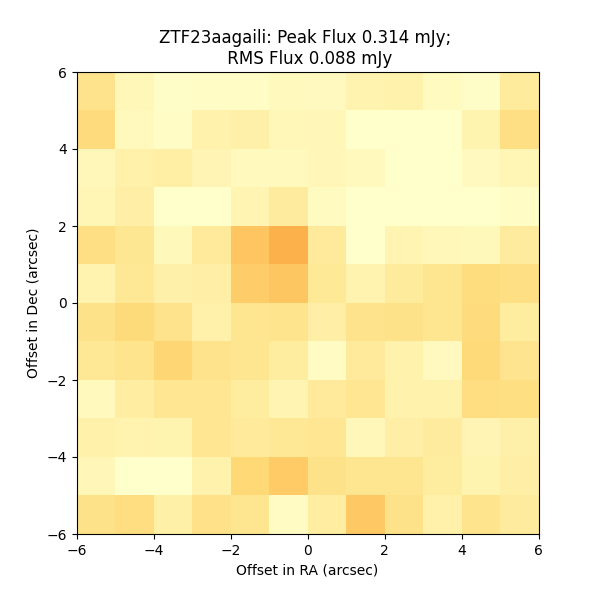 ZTF23aagaili: Peak Flux 0.314 mJy;
RMS Flux 0.088 mJy
6
4
2
0
−2
−4
−6
Offset in Dec (arcsec)
−6 −4 −2 0 2 4 6
Offset in RA (arcsec)